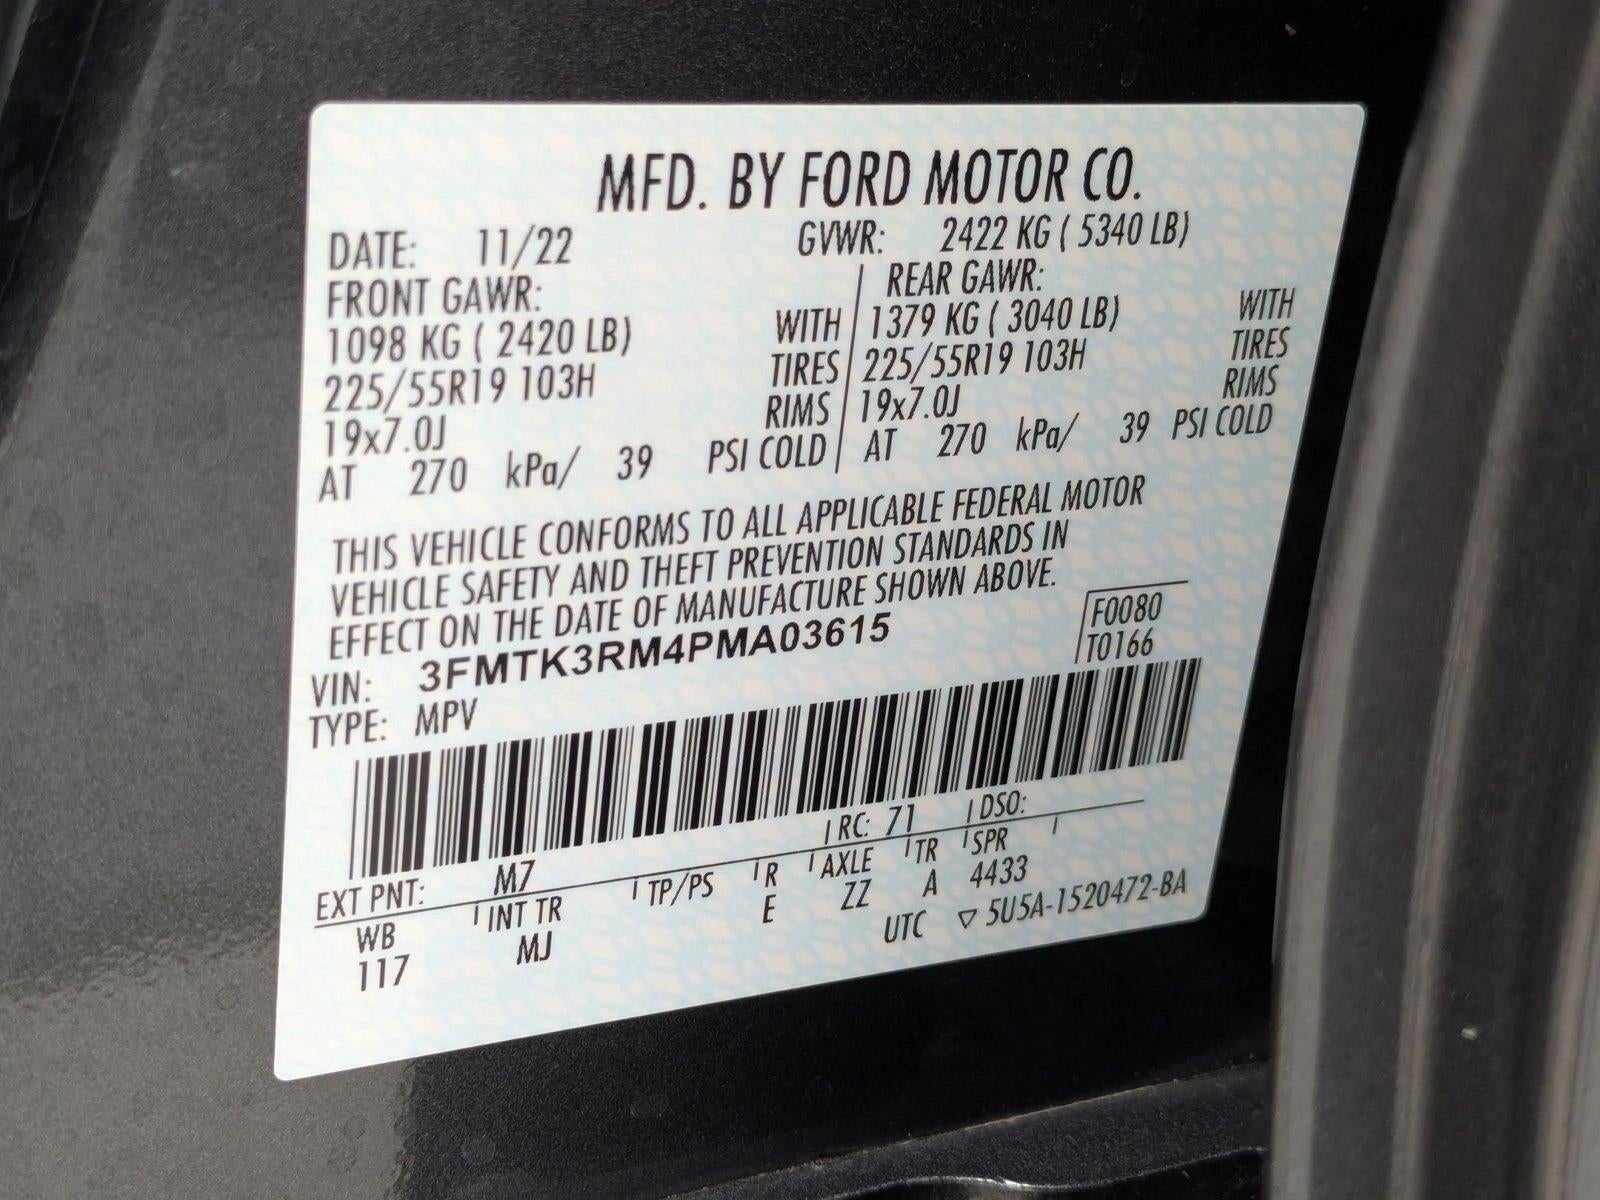 MFD. BY FORD MOTOR CO.
DATE: 11/22 GVWR: 2422 KG ( 5340 LB)
FRONT GAWR: REAR GAWR:
1098 KG ( 2420 LB) WITH 1379 KG ( 3040 LB) WITH
225/55R19 103H TIRES 225/55R19 103H TIRES
19x7.0J RIMS 19x7.0J RIMS
AT 270 kPa/ 39 PSI COLD AT 270 kPa/ 39 PSI COLD
THIS VEHICLE CONFORMS TO ALL APPLICABLE FEDERAL MOTOR
VEHICLE SAFETY AND THEFT PREVENTION STANDARDS IN
EFFECT ON THE DATE OF MANUFACTURE SHOWN ABOVE.
VIN: 3FMTK3RM4PMA03615 F0080
TYPE: MPV T0166
EXT PNT: M7 RC: 71 DSO:
WB INT TR TP/PS R AXLE TR SPR
117 MJ E ZZ A 4433
UTC ▽ 5U5A-1520472-BA